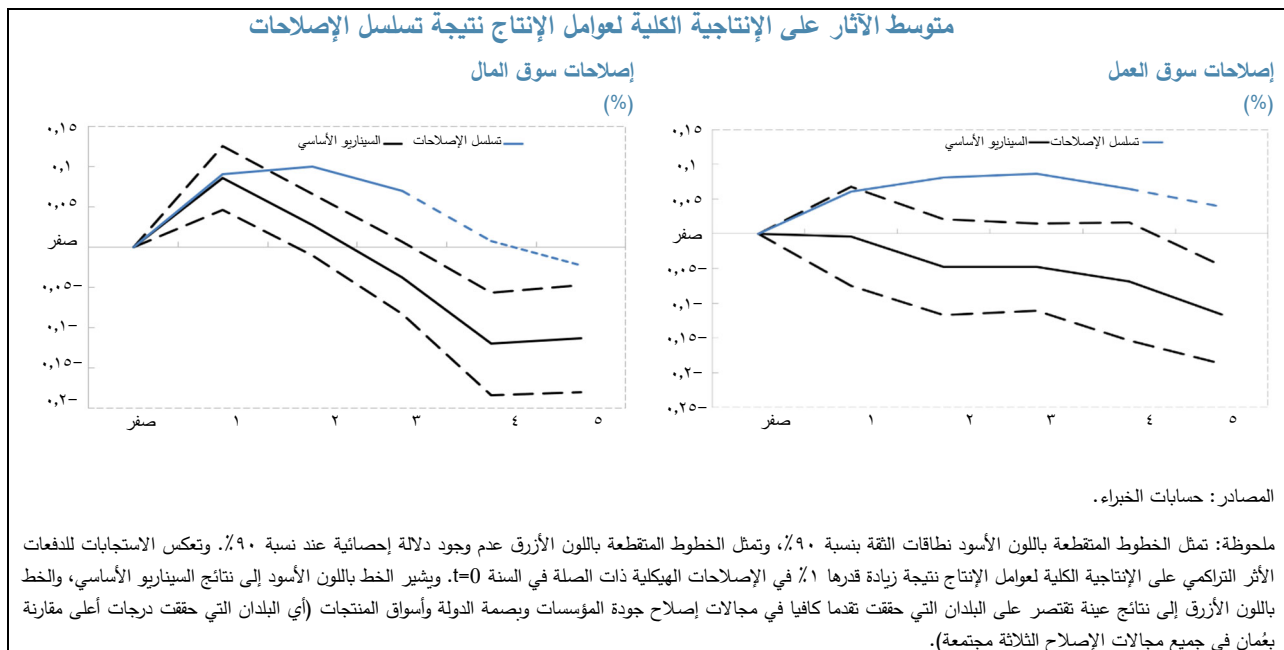 متوسط الآثار على الإنتاجية الكلية لعوامل الإنتاج نتيجة تسلسل الإصلاحات
إصلاحات سوق العمل
(%)
تسلسل الإصلاحات
السيناريو الأساسي
٠,١٥
٠,١
٠,٠٥
صفر
٠,٠٥−
٠,١−
٠,١٥−
٠,٢−
٠,٢٥−
صفر ١ ٢ ٣ ٤ ٥
إصلاحات سوق المال
(%)
تسلسل الإصلاحات
السيناريو الأساسي
٠,١٥
٠,١
٠,٠٥
صفر
٠,٠٥−
٠,١−
٠,١٥−
٠,٢−
صفر ١ ٢ ٣ ٤ ٥
المصادر: حسابات الخبراء.
ملحوظة: تمثل الخطوط المتقطعة باللون الأسود نطاقات الثقة بنسبة ٩٠٪، وتمثل الخطوط المتقطعة باللون الأزرق عدم وجود دلالة إحصائية عند نسبة ٩٠٪. وتعكس الاستجابات للدفعات
الأثر التراكمي على الإنتاجية الكلية لعوامل الإنتاج نتيجة زيادة قدرها ١٪ في الإصلاحات الهيكلية ذات الصلة في السنة t=0. ويشير الخط باللون الأسود إلى نتائج السيناريو الأساسي، والخط
باللون الأزرق إلى نتائج عينة تقتصر على البلدان التي حققت تقدما كافيا في مجالات إصلاح جودة المؤسسات وبصمة الدولة وأسواق المنتجات (أي البلدان التي حققت درجات أعلى مقارنة
بعُمان في جميع مجالات الإصلاح الثلاثة مجتمعة).